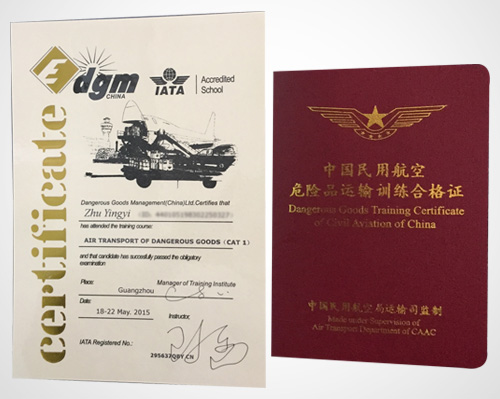 certificate
E dgm
CHINA
IATA
Accredited
School
Dangerous Goods Management(China)Ltd.Certifies that
Zhu Yingyi
has attended the training course:
AIR TRANSPORT OF DANGEROUS GOODS (CAT 1)
and that candidate has succesfully passed the obligatory
examination
Place:
Manager of Training Institute
Guangzhou
Date:
18-22 May. 2015
Instructor,
IATA Registered No.:
中国民用航空
危险品运输训练合格证
Dangerous Goods Training Certificate
of Civil Aviation of China
中国民用航空局运输司监制
Made under Supervision of
Air Transport Department of CAAC